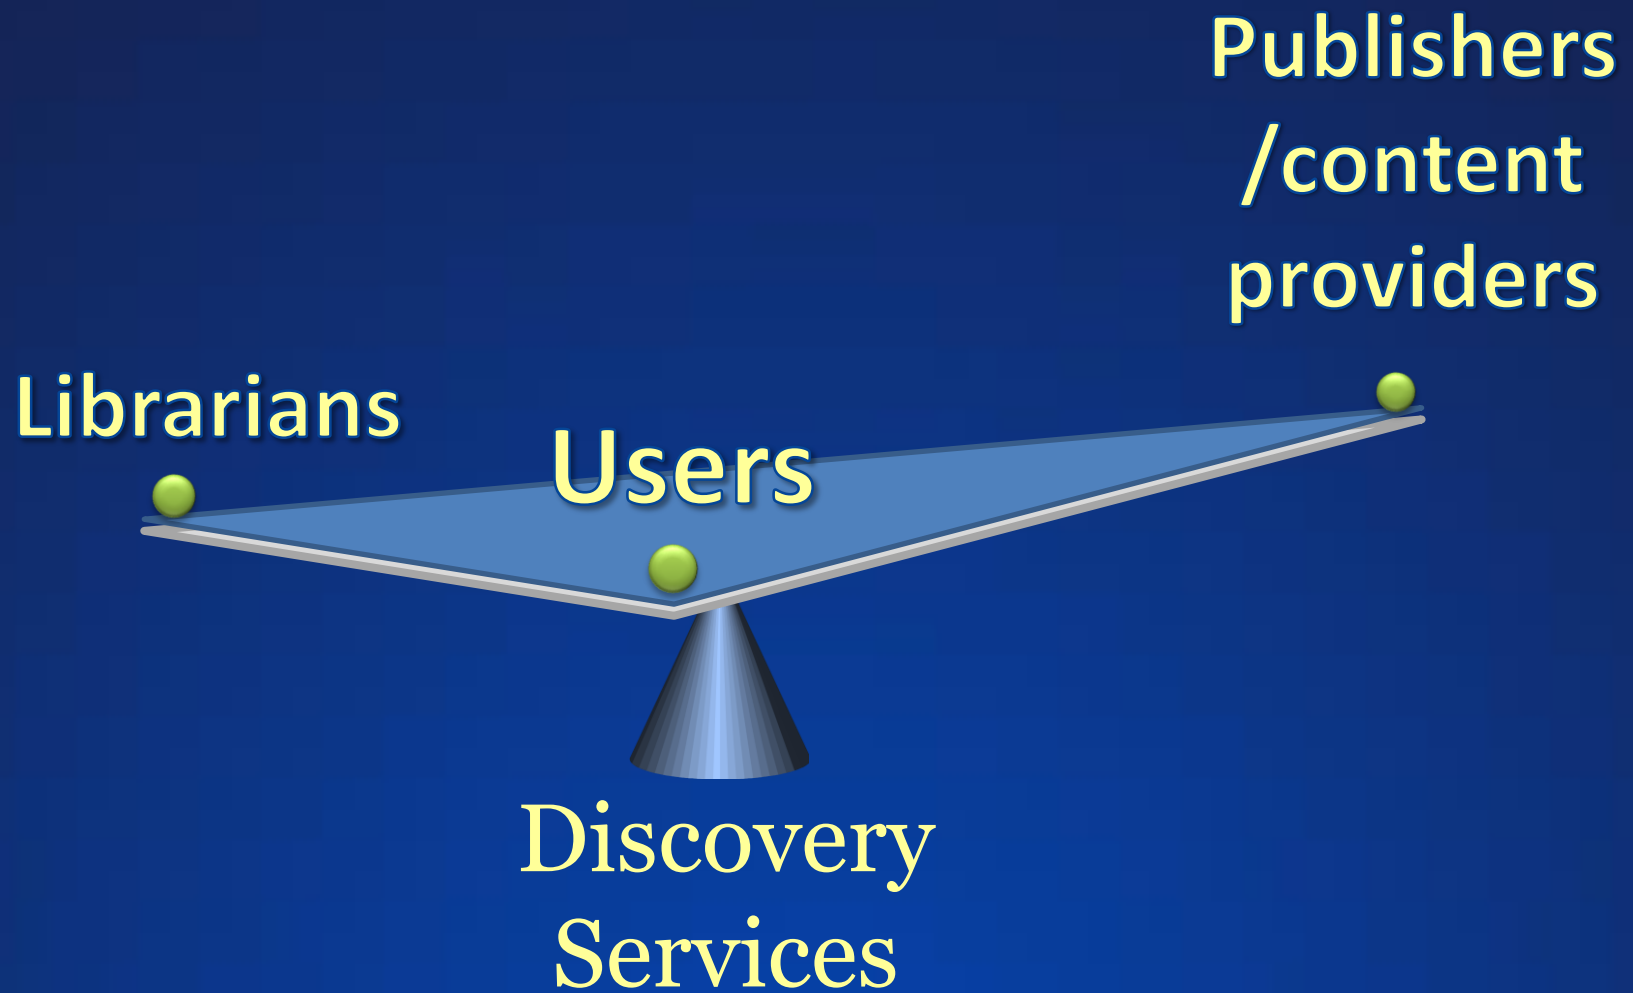 Publishers
/content
providers
Librarians
Users
Discovery
Services